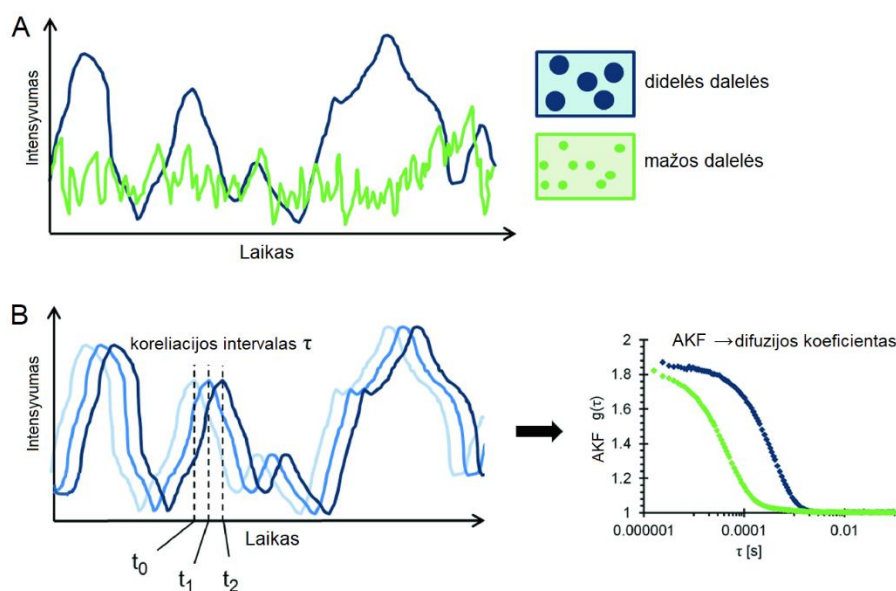 A
Intensyvumas
Laikas
didelės dalelės
mažos dalelės
B
Intensyvumas
koreliacijos intervalas τ
Laikas
t0
t1
t2
AKF → difuzijos koeficientas
AKF g(τ)
2
1.8
1.6
1.4
1.2
1
0.000001 0.0001 0.01
τ [s]